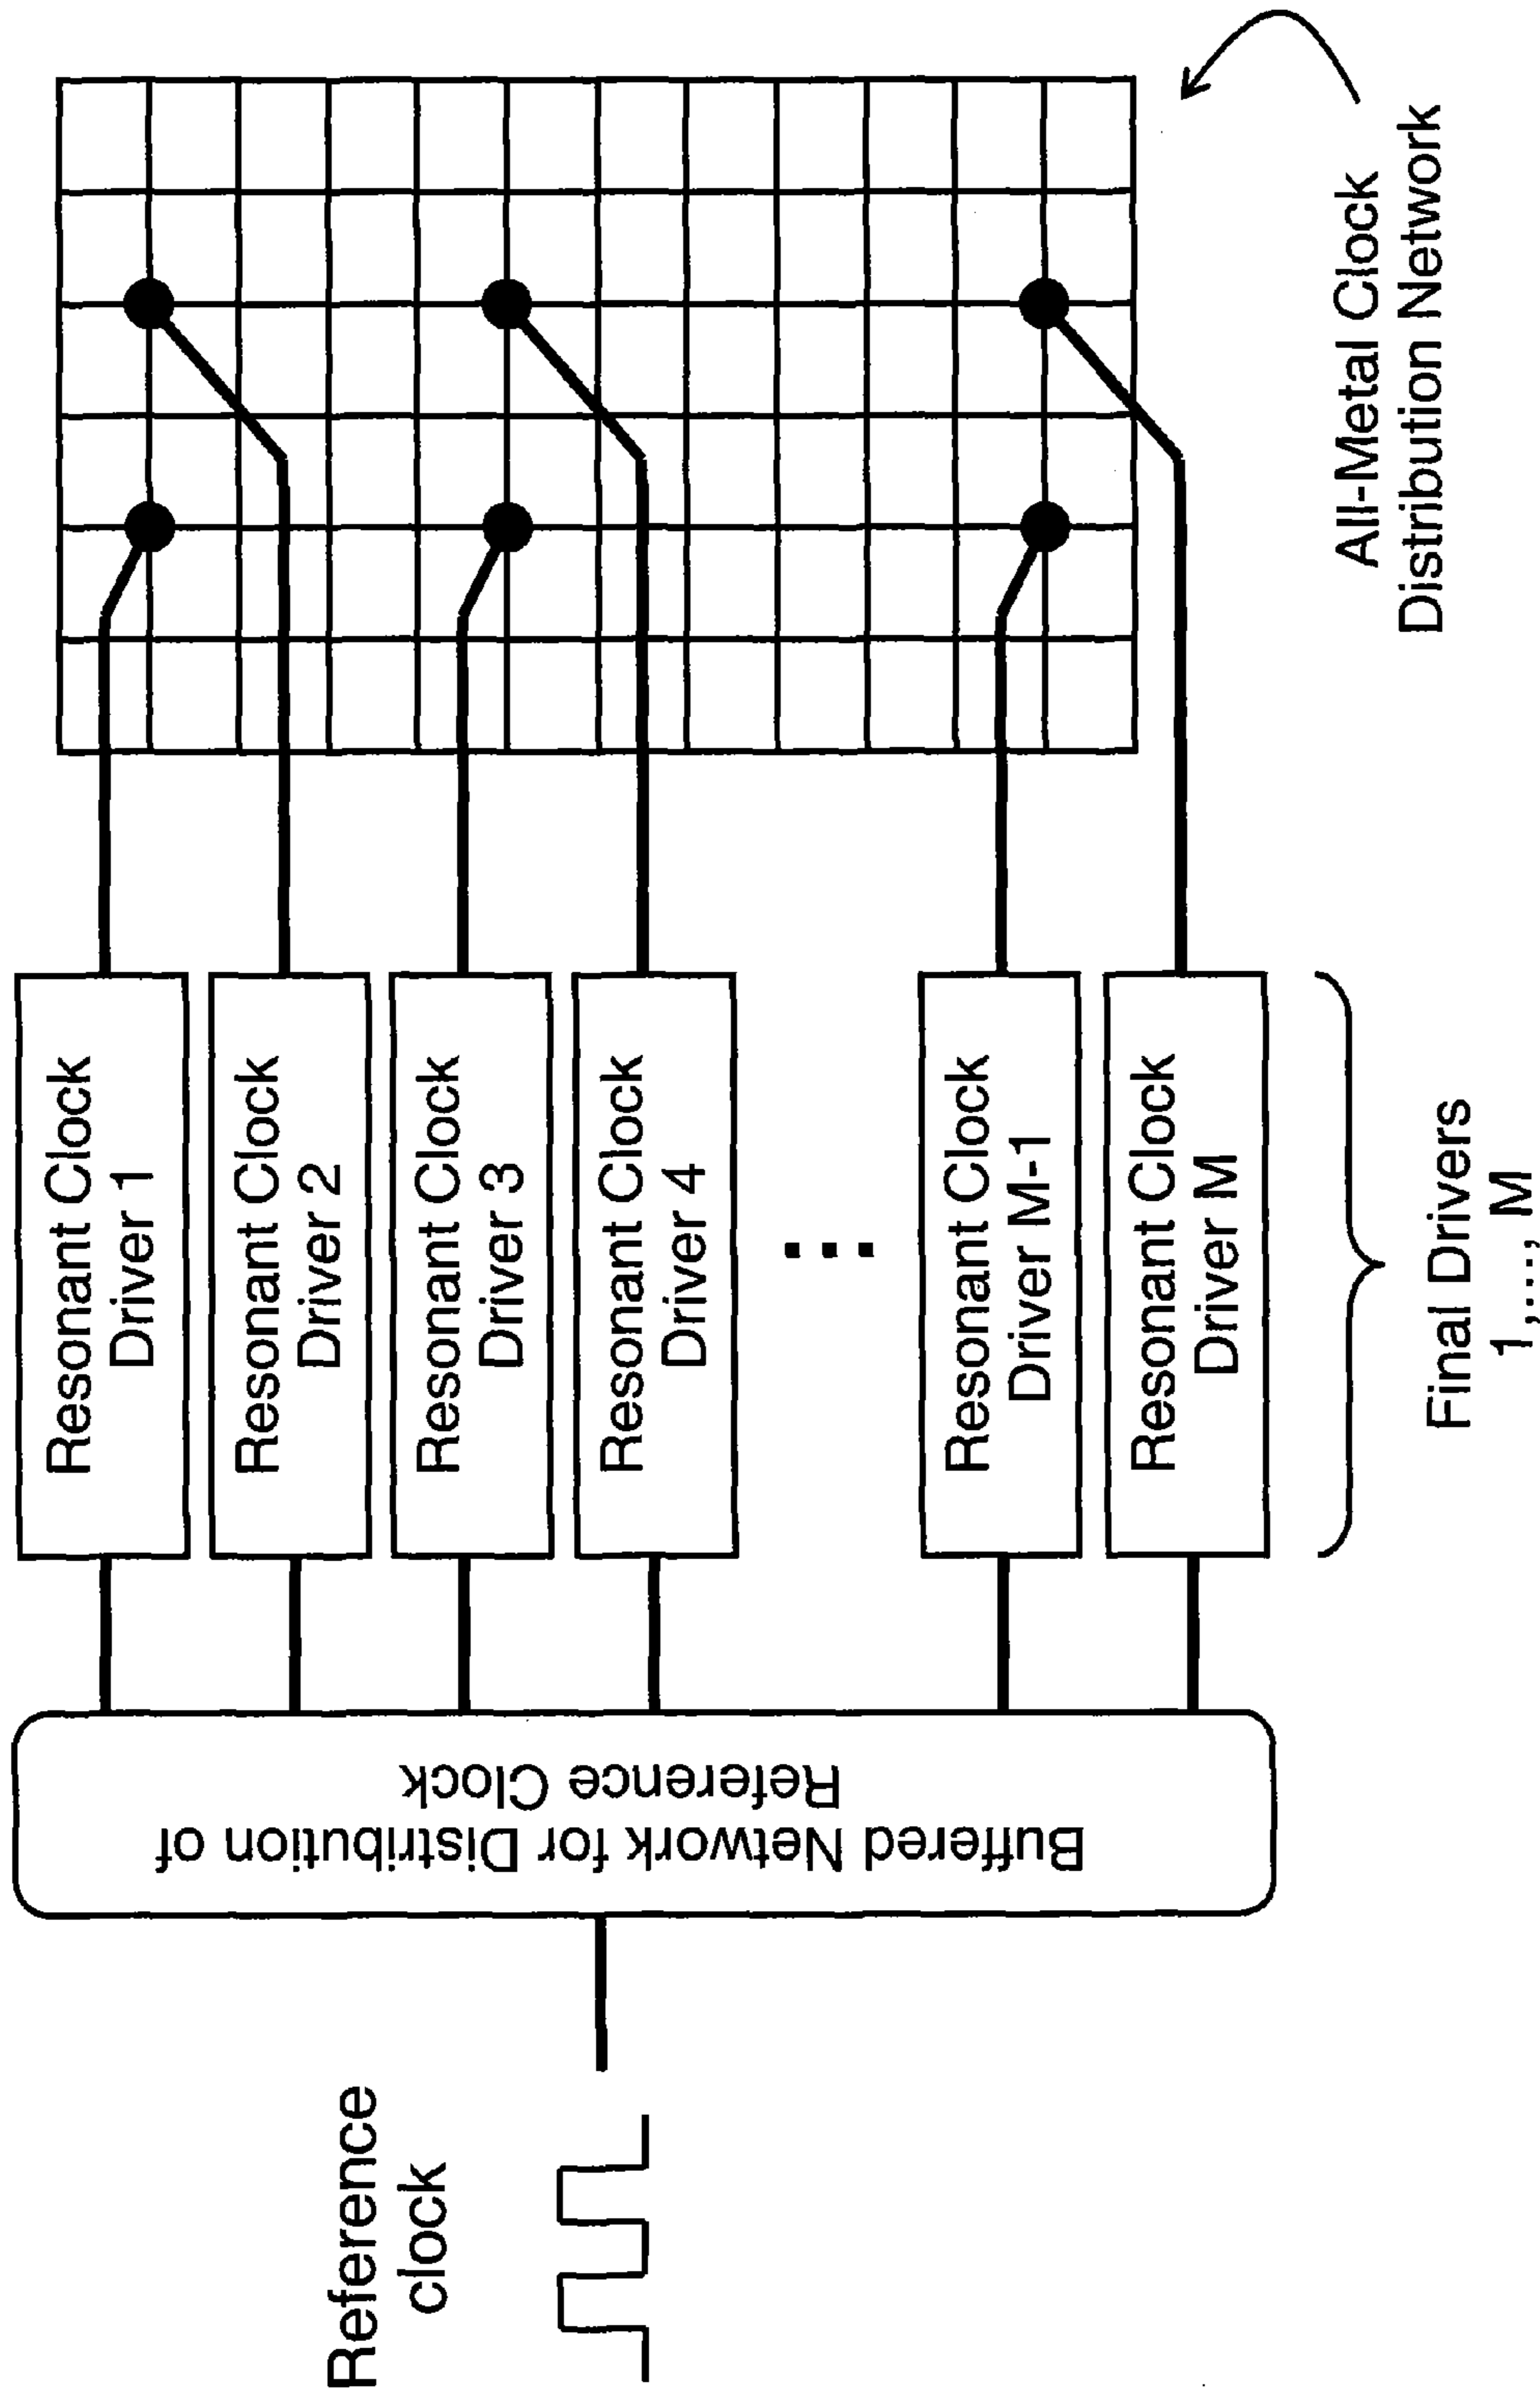 Reference
clock
Buffered Network for Distribution of
Reference Clock
Resonant Clock
Driver 1
Resonant Clock
Driver 2
Resonant Clock
Driver 3
Resonant Clock
Driver 4
Resonant Clock
Driver M-1
Resonant Clock
Driver M
Final Drivers
1,..., M
All-Metal Clock
Distribution Network